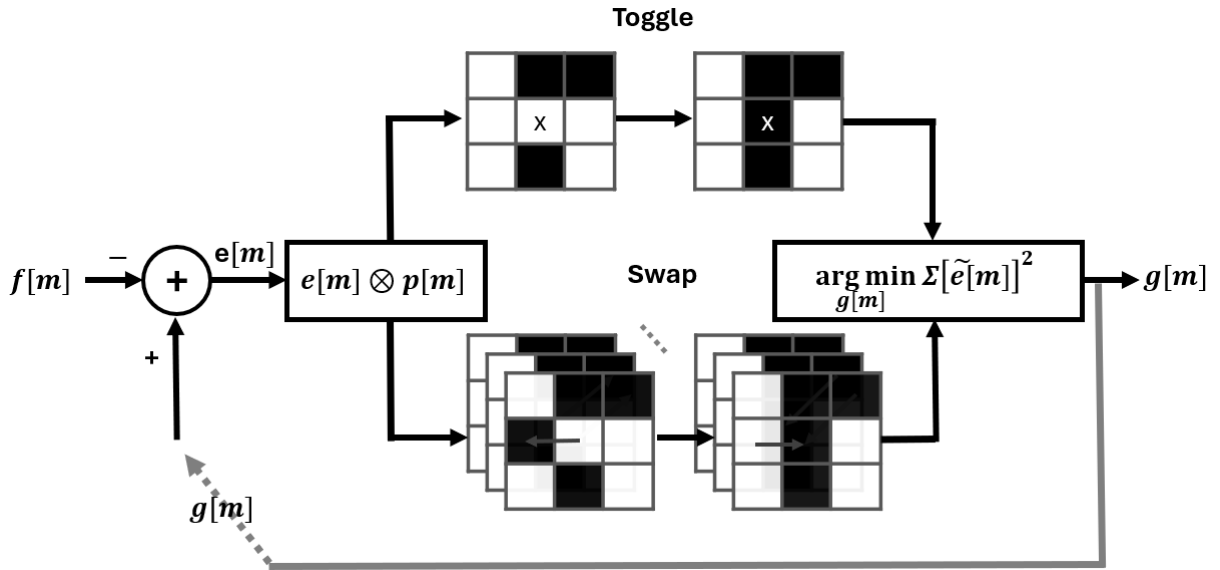 Toggle
x x
− e[m]
f[m] + e[m] ⊗ p[m] Swap arg min Σ[ẽ[m]]² g[m]
g[m]
+
g[m]